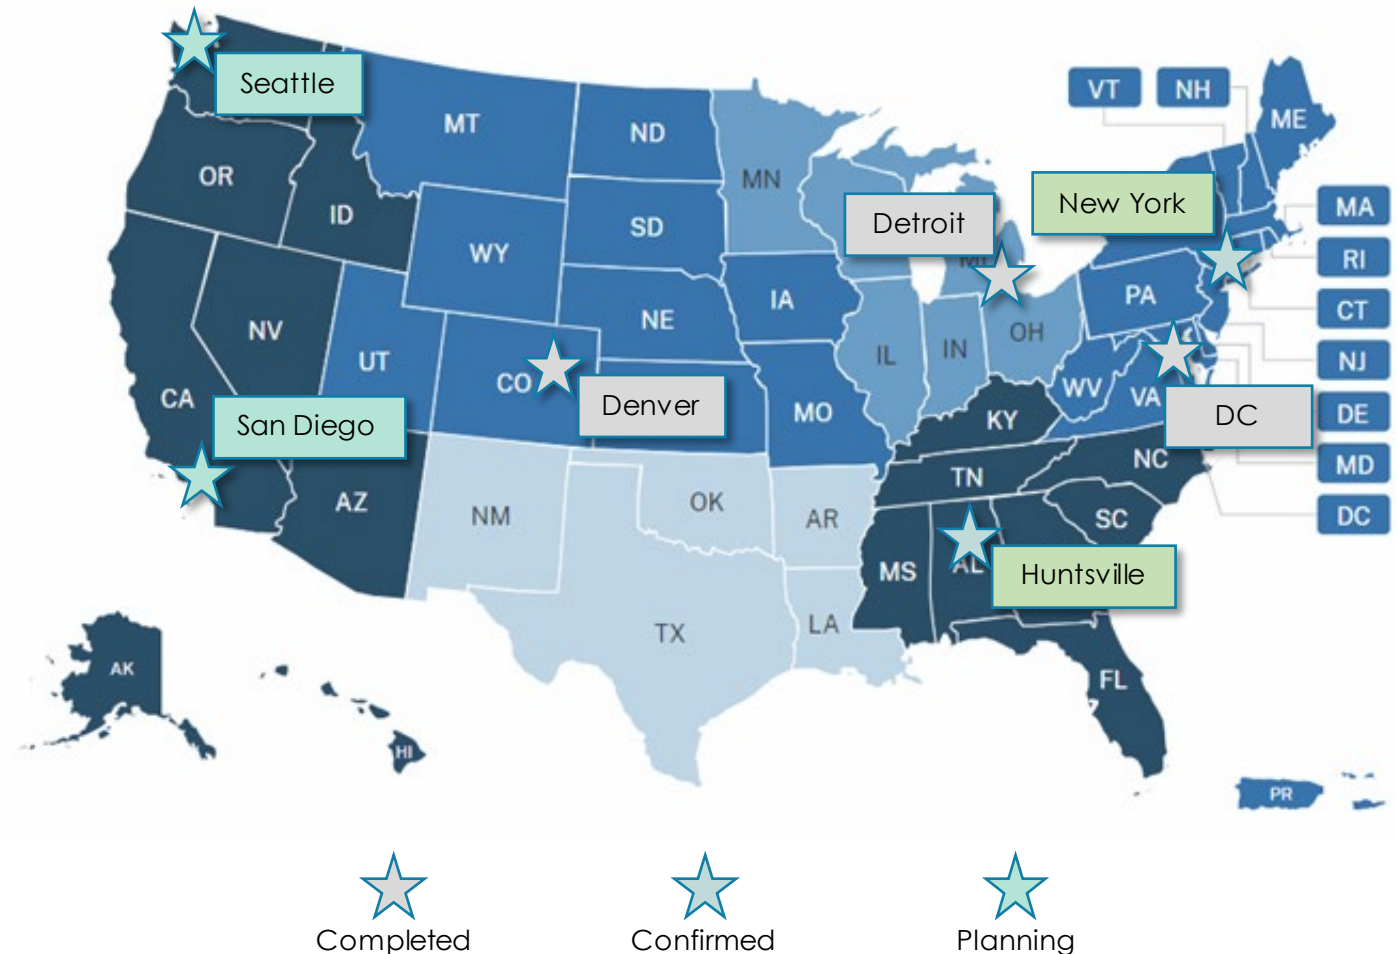 Seattle
MT
ND
VT
NH
ME
OR
MN
ID
SD
WY
Detroit
New York
MA
MI
RI
NV
NE
IA
PA
CT
UT
CO
IL
IN
OH
NJ
CA
Denver
MO
WV
VA
DC
DE
San Diego
KY
TN
NC
MD
AZ
NM
OK
AR
SC
DC
MS
AL
Huntsville
TX
LA
AK
FL
HI
PR
Completed
Confirmed
Planning